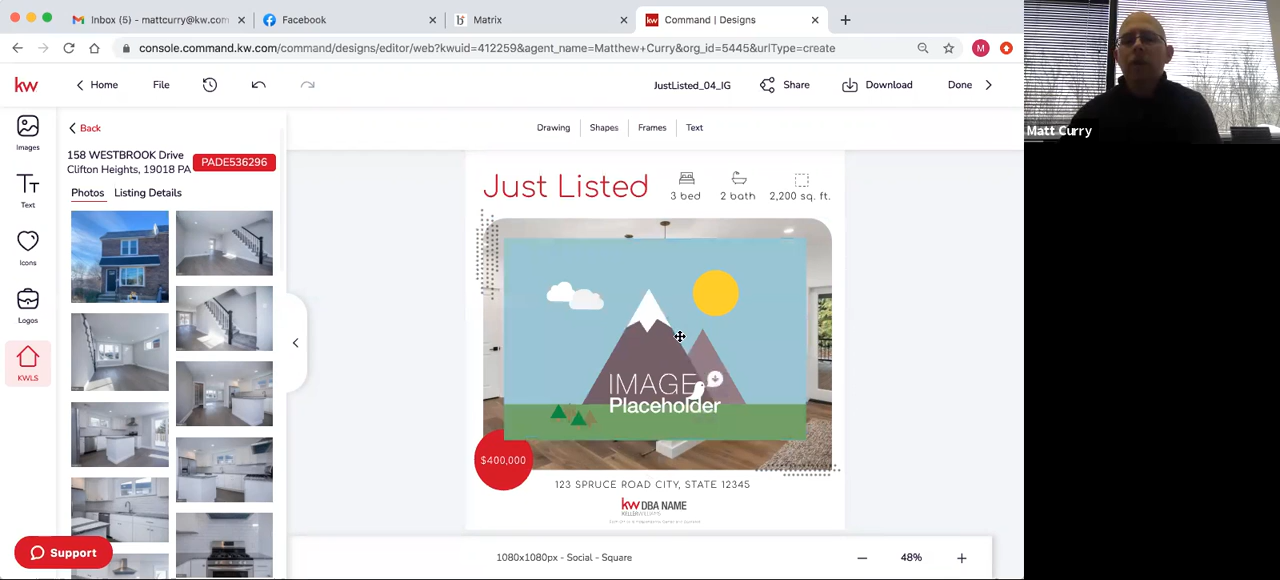 Inbox (5) - mattcurry@kw.com
Facebook
Matrix
Command | Designs
console.command.kw.com/command/designs/editor/web?kwuid=412259&agent_name=Matthew+Curry&org_id=5445&urlType=create
M
kw
Home
File
JustListed_04_IG
Share
Download
Done
Images
Text
Icons
Logos
KWLS
Back
158 WESTBROOK Drive
Clifton Heights, 19018 PA
PADE536296
Photos
Listing Details
Drawing
Shapes
Frames
Text
Just Listed
3 bed
2 bath
2,200 sq. ft.
IMAGE
Placeholder
$400,000
123 SPRUCE ROAD CITY, STATE 12345
kw DBA NAME
KELLERWILLIAMS
Support
1080x1080px - Social - Square
48%
Matt Curry